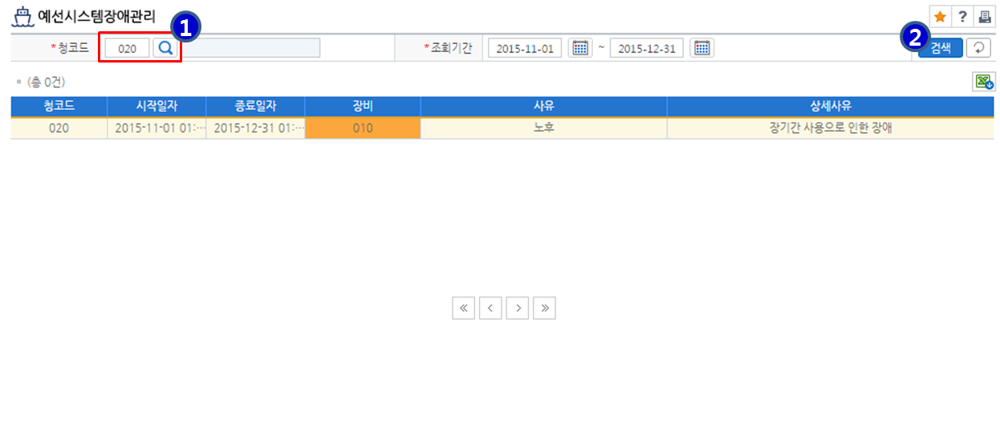 예선시스템장애관리
?
1
2
*청코드 020 *조회기간 2015-11-01 ~ 2015-12-31 검색
(총 0건)
청코드 시작일자 종료일자 장비 사유 상세사유
020 2015-11-01 01:… 2015-12-31 01:… 010 노후 장기간 사용으로 인한 장애
« ‹ › »